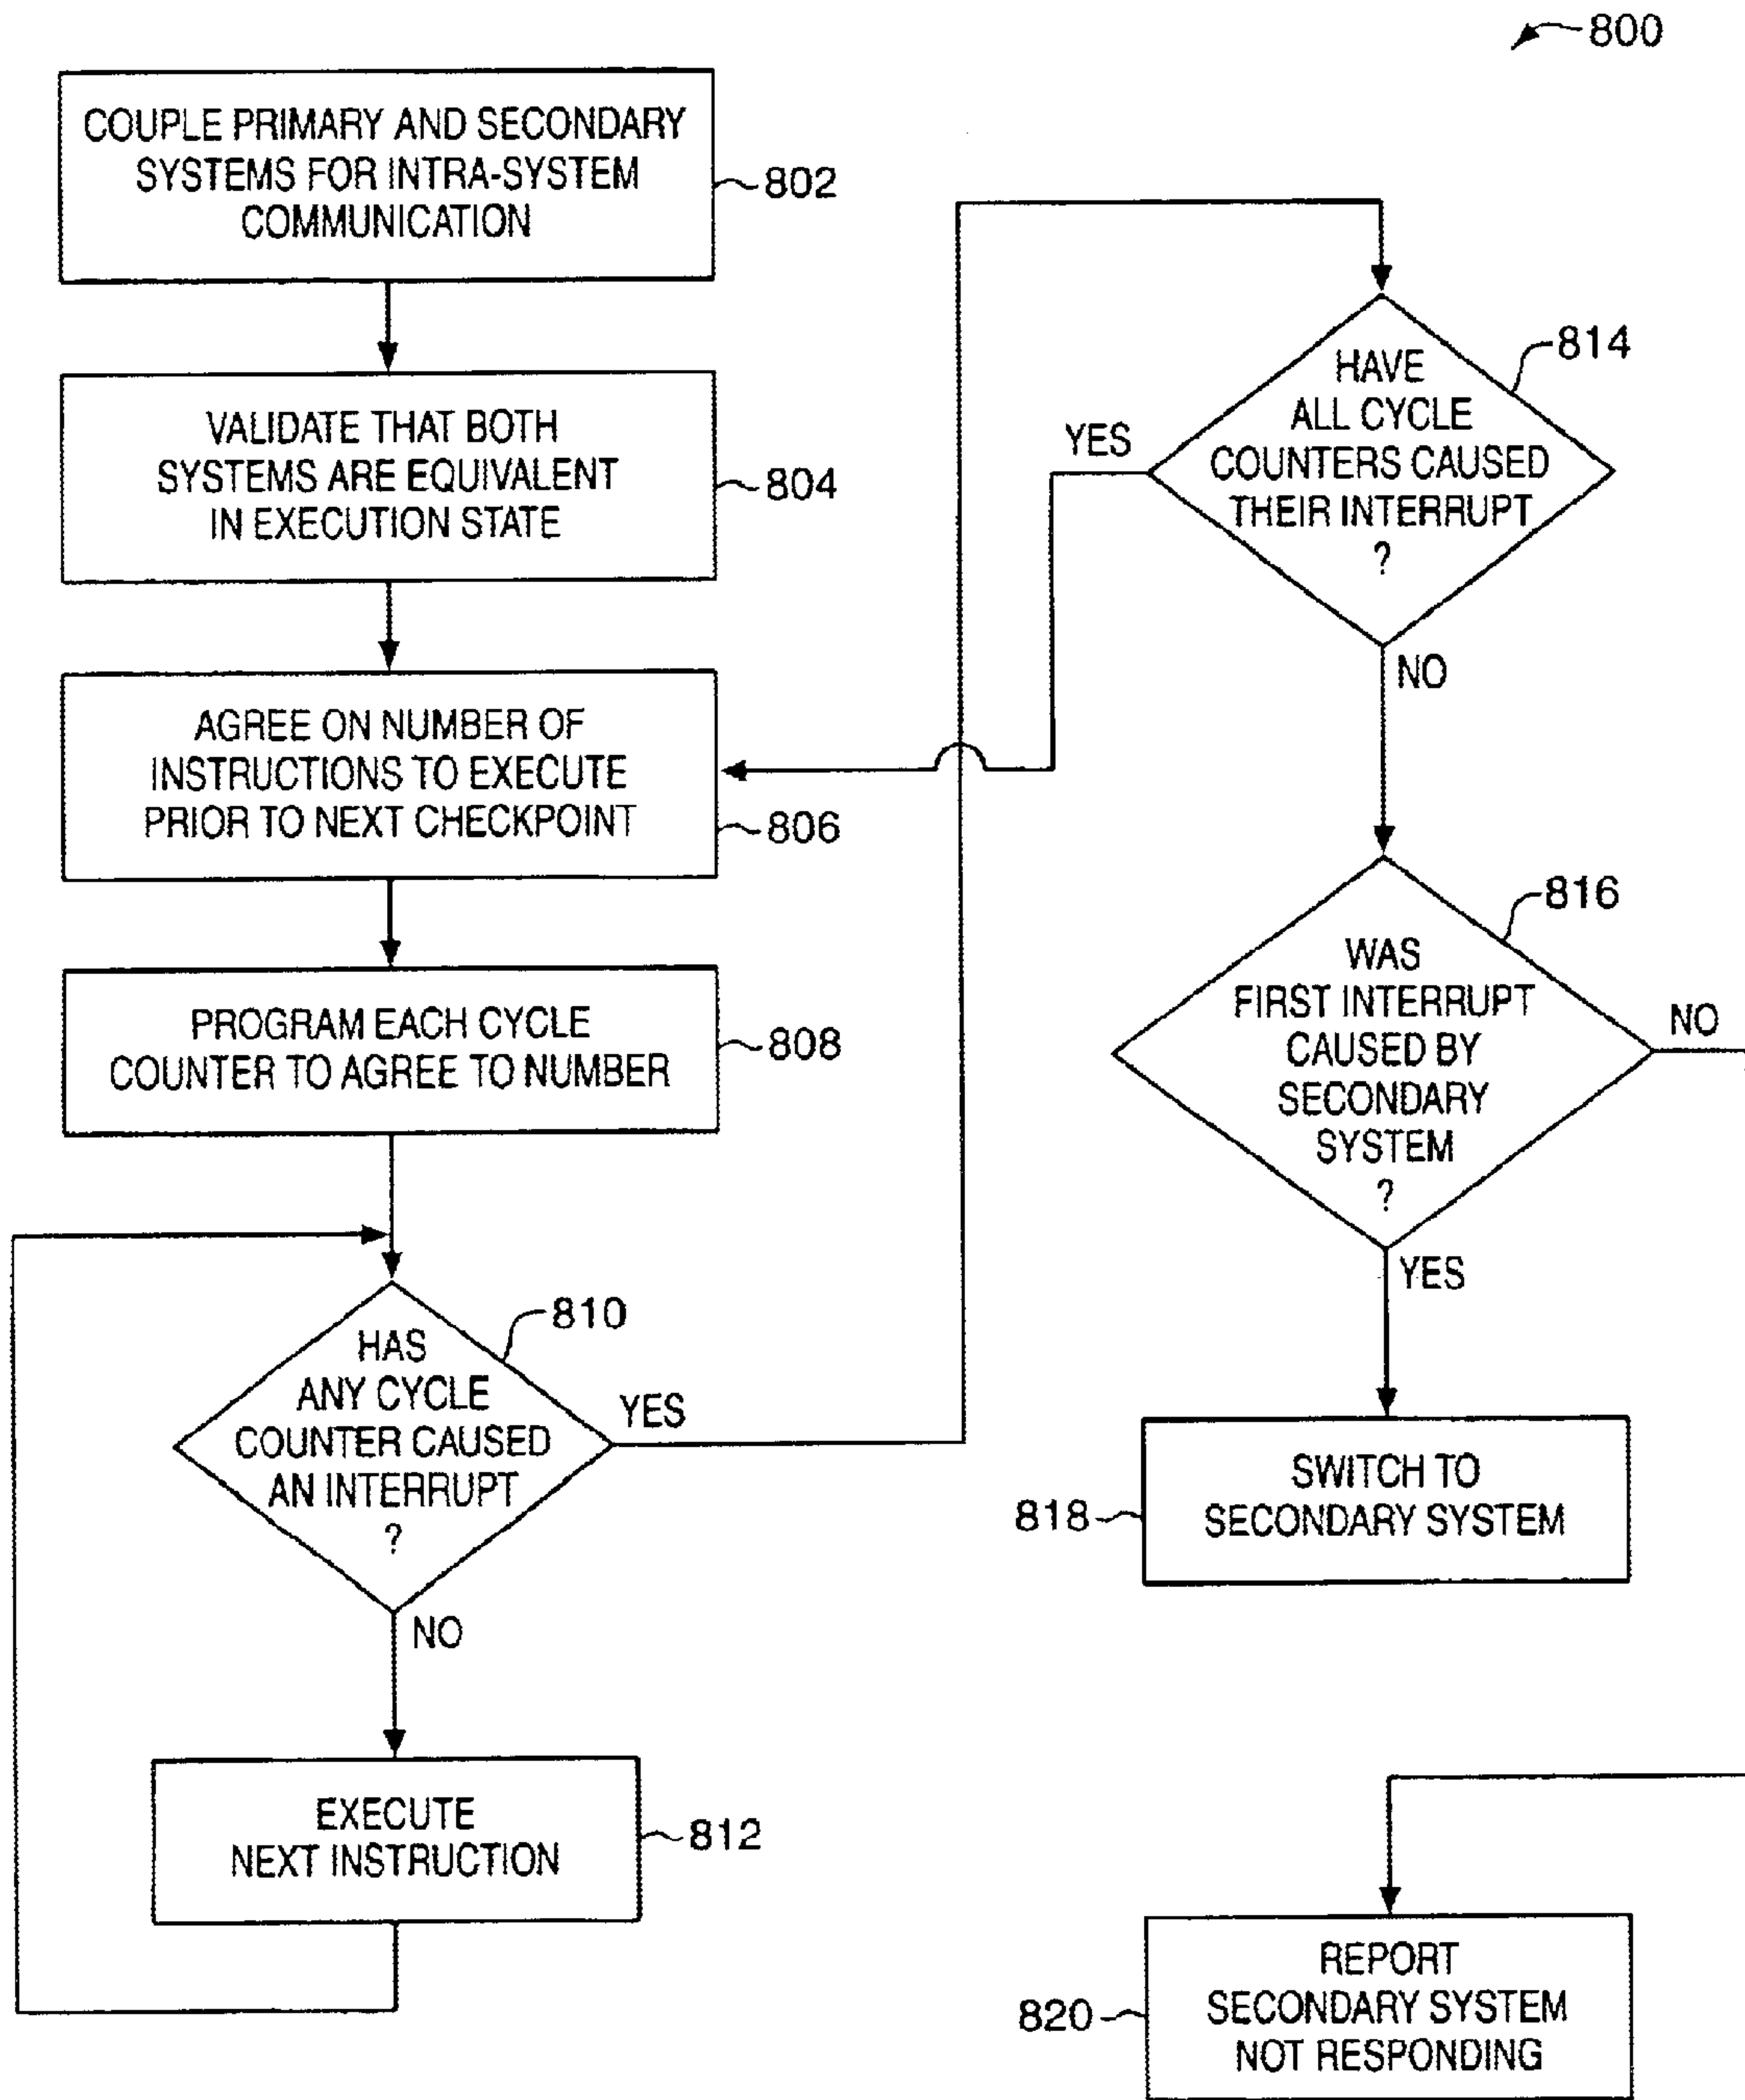 800
COUPLE PRIMARY AND SECONDARY
SYSTEMS FOR INTRA-SYSTEM
COMMUNICATION
802
VALIDATE THAT BOTH
SYSTEMS ARE EQUIVALENT
IN EXECUTION STATE
804
AGREE ON NUMBER OF
INSTRUCTIONS TO EXECUTE
PRIOR TO NEXT CHECKPOINT
806
PROGRAM EACH CYCLE
COUNTER TO AGREE TO NUMBER
808
HAS
ANY CYCLE
COUNTER CAUSED
AN INTERRUPT
?
810
YES
NO
EXECUTE
NEXT INSTRUCTION
812
HAVE
ALL CYCLE
COUNTERS CAUSED
THEIR INTERRUPT
?
814
YES
NO
WAS
FIRST INTERRUPT
CAUSED BY
SECONDARY
SYSTEM
?
816
NO
YES
SWITCH TO
SECONDARY SYSTEM
818
REPORT
SECONDARY SYSTEM
NOT RESPONDING
820